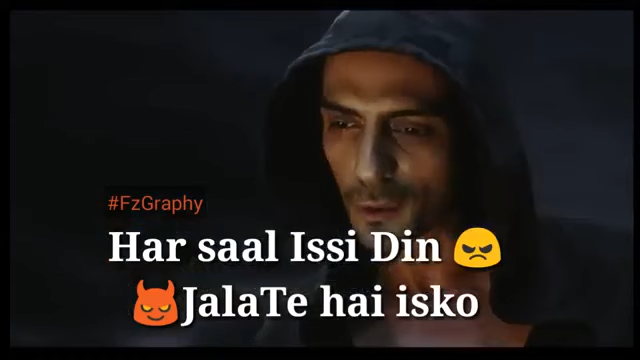 #FzGraphy
Har saal Issi Din 😠
😈JalaTe hai isko